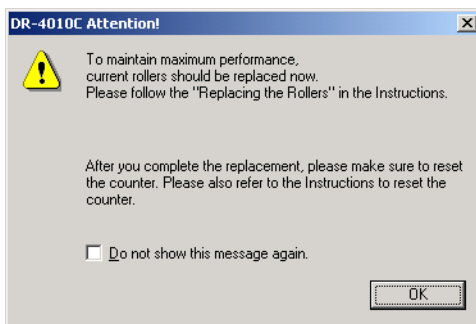 DR-4010C Attention!
To maintain maximum performance,
current rollers should be replaced now.
Please follow the "Replacing the Rollers" in the Instructions.
After you complete the replacement, please make sure to reset
the counter. Please also refer to the Instructions to reset the
counter.
Do not show this message again.
OK